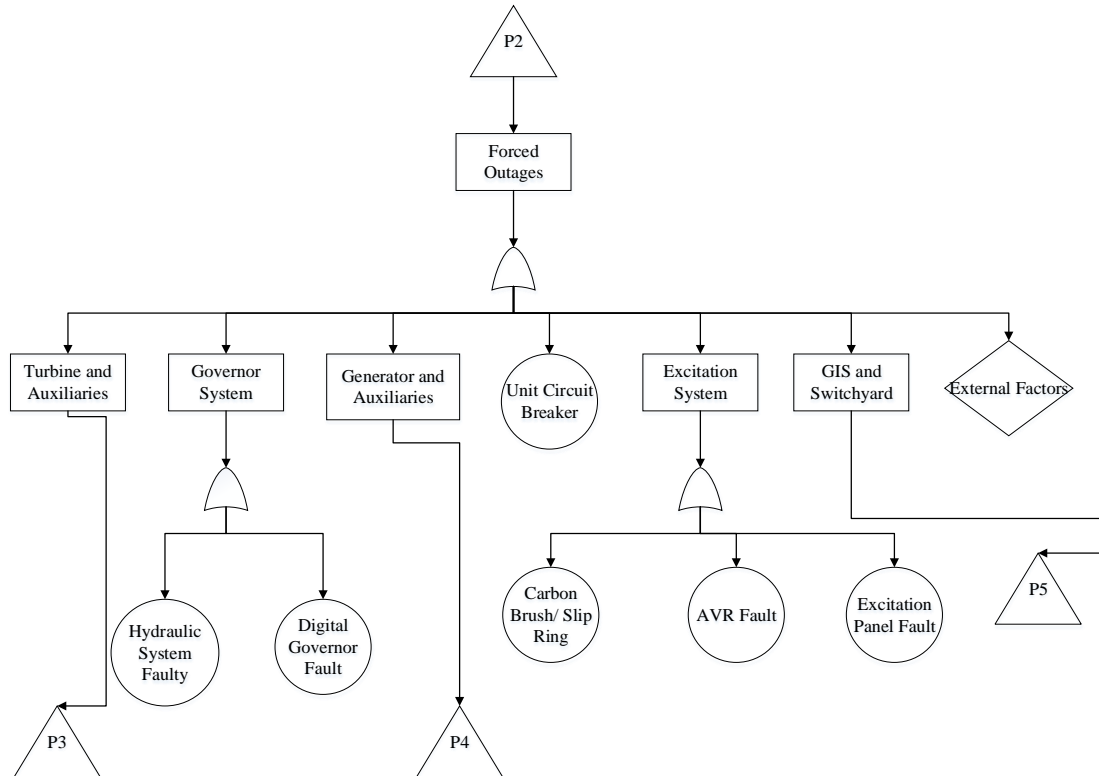 P2
Forced
Outages
Turbine and
Auxiliaries
Governor
System
Generator and
Auxiliaries
Unit Circuit
Breaker
Excitation
System
GIS and
Switchyard
External Factors
Hydraulic
System
Faulty
Digital
Governor
Fault
Carbon
Brush/ Slip
Ring
AVR Fault
Excitation
Panel Fault
P5
P3
P4